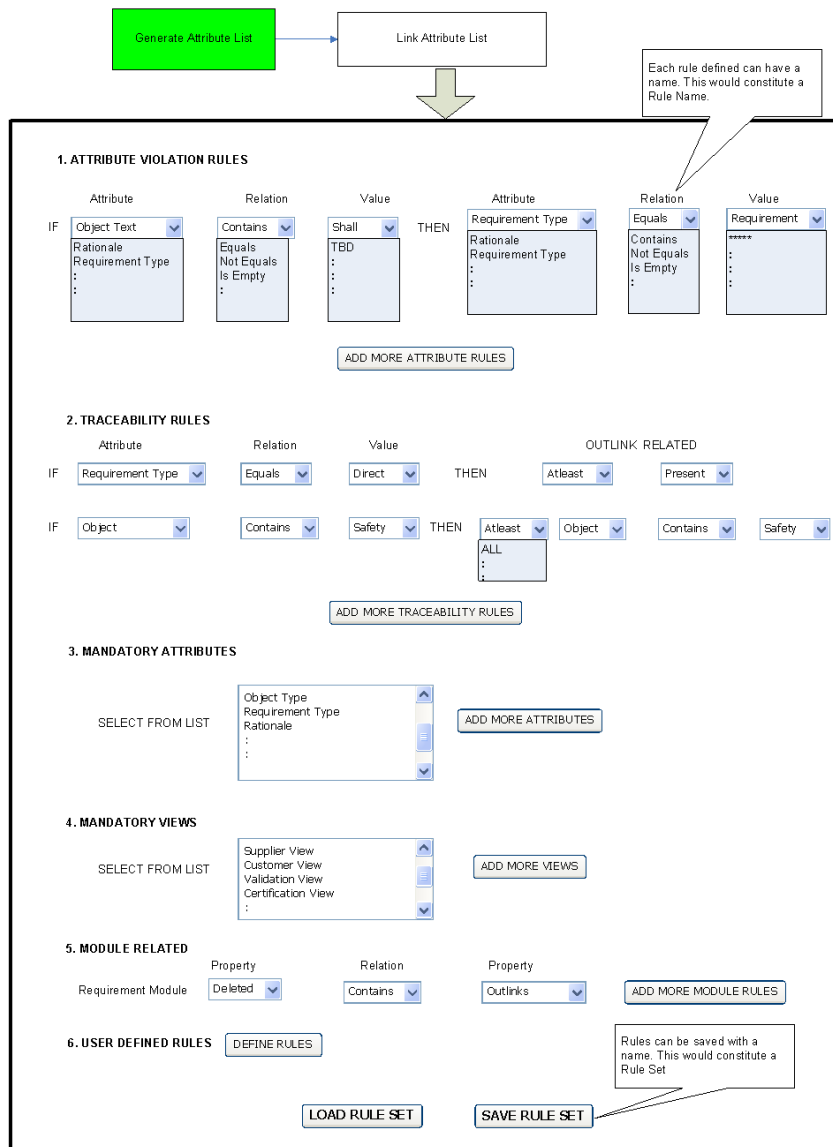 Generate Attribute List
Link Attribute List
Each rule defined can have a
name. This would constitute a
Rule Name.
1. ATTRIBUTE VIOLATION RULES
Attribute Relation Value Attribute Relation Value
IF Object Text Contains Shall THEN Requirement Type Equals Requirement
Rationale Equals TBD Rationale Contains *****
Requirement Type Not Equals : Requirement Type Not Equals :
: Is Empty : : Is Empty :
: : : : : :
ADD MORE ATTRIBUTE RULES
2. TRACEABILITY RULES
Attribute Relation Value OUTLINK RELATED
IF Requirement Type Equals Direct THEN Atleast Present
IF Object Contains Safety THEN Atleast Object Contains Safety
ALL
:
:
ADD MORE TRACEABILITY RULES
3. MANDATORY ATTRIBUTES
SELECT FROM LIST
Object Type
Requirement Type
Rationale
:
:
ADD MORE ATTRIBUTES
4. MANDATORY VIEWS
SELECT FROM LIST
Supplier View
Customer View
Validation View
Certification View
:
ADD MORE VIEWS
5. MODULE RELATED
Property Relation Property
Requirement Module Deleted Contains Outlinks ADD MORE MODULE RULES
6. USER DEFINED RULES DEFINE RULES
Rules can be saved with a
name. This would constitute a
Rule Set
LOAD RULE SET SAVE RULE SET